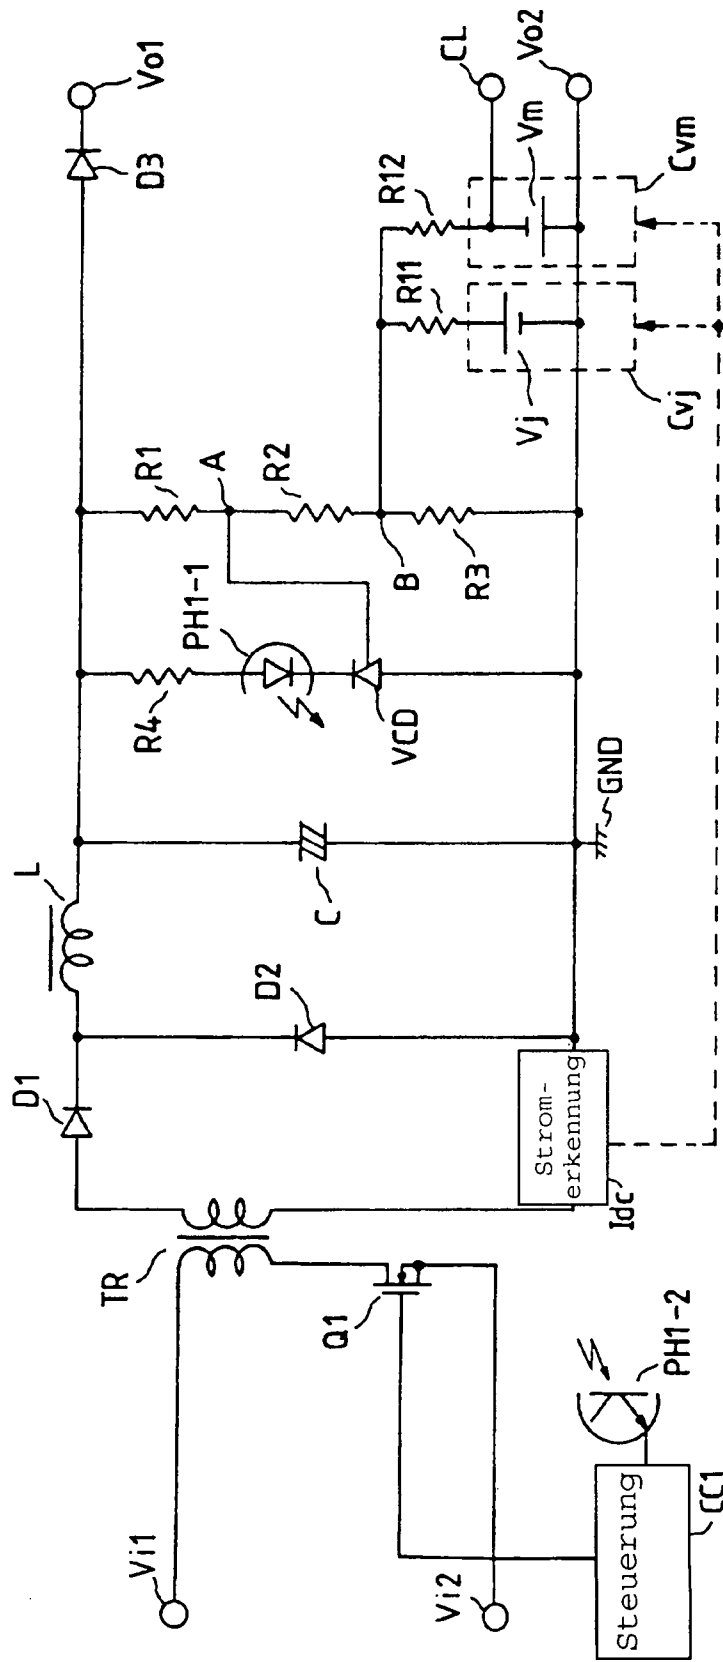 Vi1
Vi2
TR
Q1
Steuerung
CC1
PH1-2
D1
L
D2
C
Strom-
erkennung
Idc
GND
R4
PH1-1
VCD
R1
A
R2
B
R3
R11
R12
Vj
Cvj
Vm
Cvm
D3
Vo1
CL
Vo2